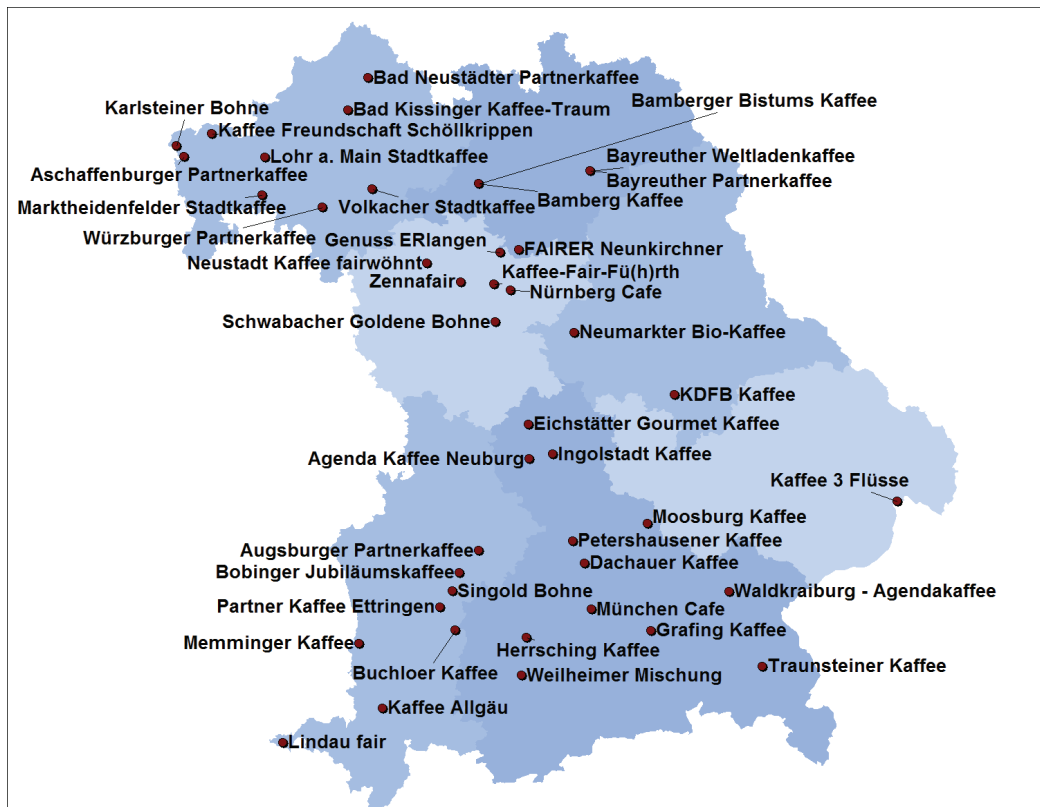 Bad Neustädter Partnerkaffee
Bamberger Bistums Kaffee
Karlsteiner Bohne
Bad Kissinger Kaffee-Traum
Kaffee Freundschaft Schöllkrippen
Lohr a. Main Stadtkaffee
Bayreuther Weltladenkaffee
Aschaffenburger Partnerkaffee
Bayreuther Partnerkaffee
Bamberg Kaffee
Marktheidenfelder Stadtkaffee
Volkacher Stadtkaffee
Würzburger Partnerkaffee
Genuss ERlangen
FAIRER Neunkirchner
Neustadt Kaffee fairwöhnt
Kaffee-Fair-Fü(h)rth
Zennafair
Nürnberg Cafe
Schwabacher Goldene Bohne
Neumarkter Bio-Kaffee
KDFB Kaffee
Eichstätter Gourmet Kaffee
Agenda Kaffee Neuburg
Ingolstadt Kaffee
Kaffee 3 Flüsse
Moosburg Kaffee
Petershausener Kaffee
Augsburger Partnerkaffee
Dachauer Kaffee
Bobinger Jubiläumskaffee
Singold Bohne
Waldkraiburg - Agendakaffee
Partner Kaffee Ettringen
München Cafe
Grafing Kaffee
Memminger Kaffee
Herrsching Kaffee
Traunsteiner Kaffee
Buchloer Kaffee
Weilheimer Mischung
Kaffee Allgäu
Lindau fair